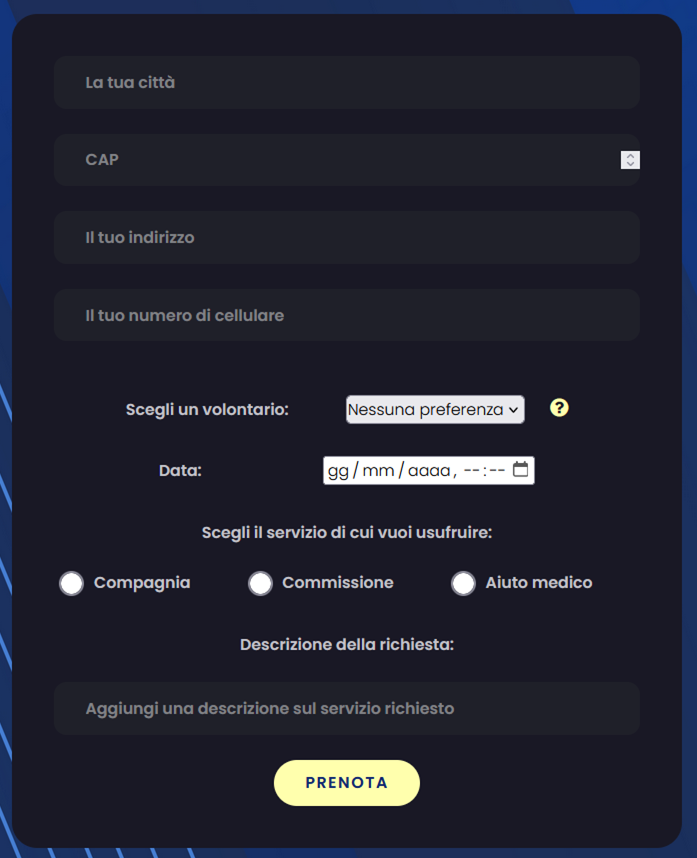 La tua città
CAP
Il tuo indirizzo
Il tuo numero di cellulare
Scegli un volontario: Nessuna preferenza ?
Data: gg/mm/aaaa, --:--
Scegli il servizio di cui vuoi usufruire:
Compagnia Commissione Aiuto medico
Descrizione della richiesta:
Aggiungi una descrizione sul servizio richiesto
PRENOTA